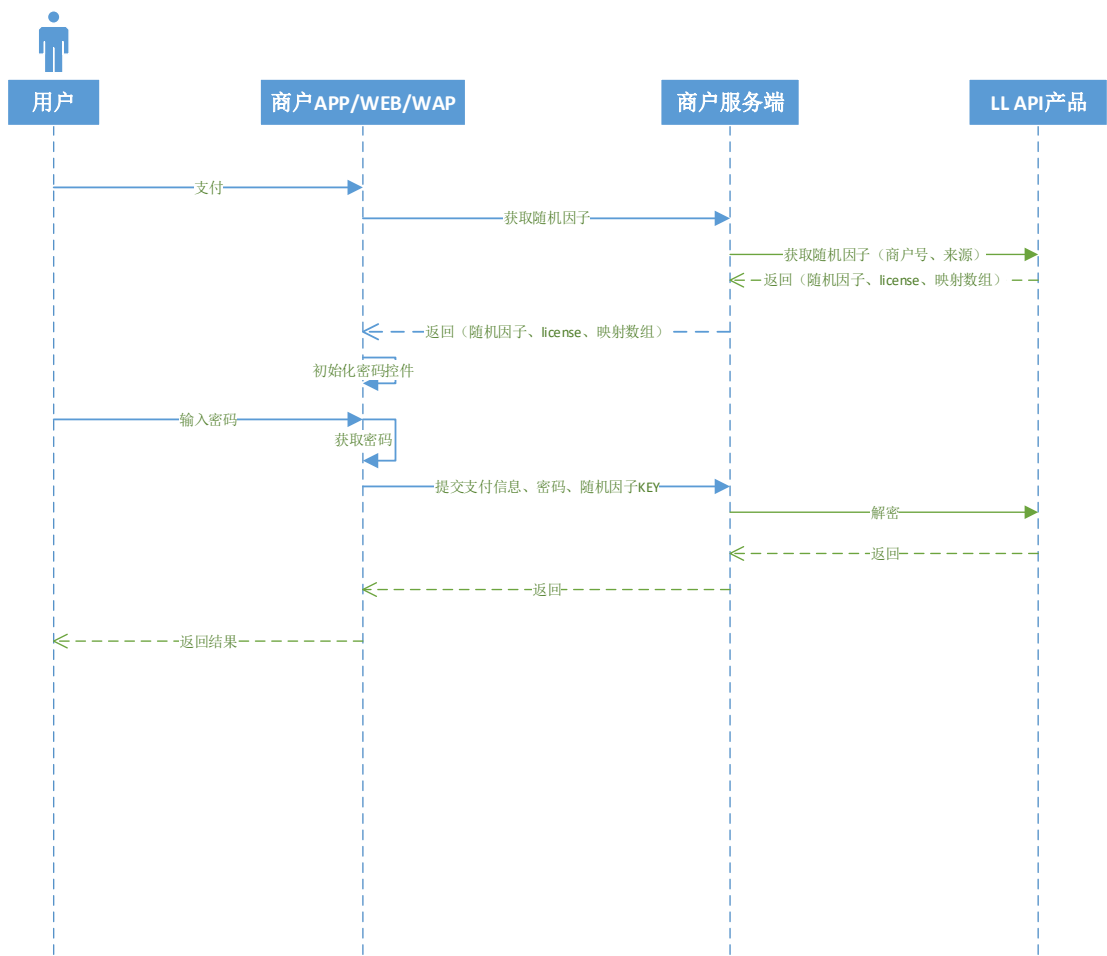 用户
商户APP/WEB/WAP
商户服务端
LL API产品
支付
获取随机因子
获取随机因子（商户号、来源）
返回（随机因子、license、映射数组）
返回（随机因子、license、映射数组）
初始化密码控件
输入密码
获取密码
提交支付信息、密码、随机因子KEY
解密
返回
返回
返回结果